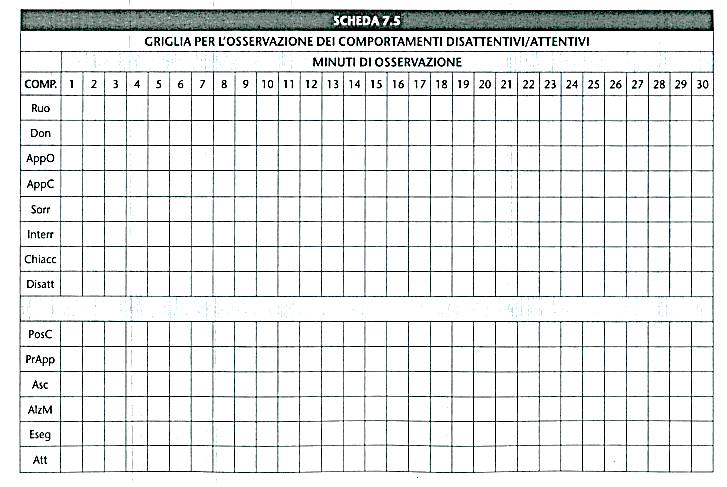 SCHEDA 7.5
GRIGLIA PER L'OSSERVAZIONE DEI COMPORTAMENTI DISATTENTIVI/ATTENTIVI
MINUTI DI OSSERVAZIONE
COMP. 1 2 3 4 5 6 7 8 9 10 11 12 13 14 15 16 17 18 19 20 21 22 23 24 25 26 27 28 29 30
Ruo
Don
AppO
AppC
Sorr
Interr
Chiacc
Disatt
PosC
PrApp
Asc
AlzM
Eseg
Att